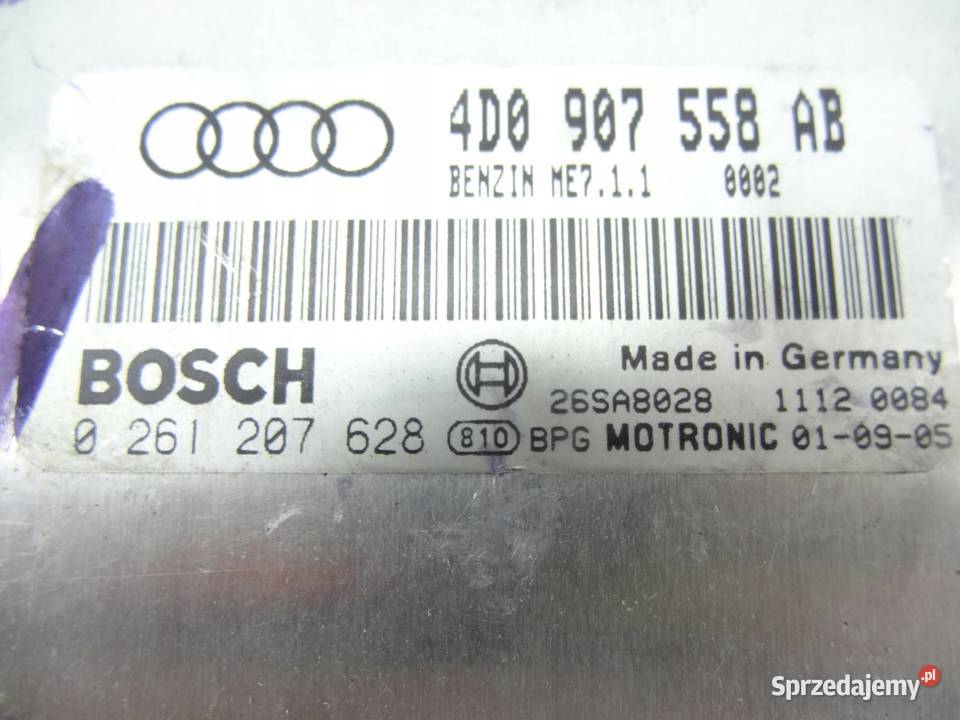 4D0 907 558 AB
BENZIN ME7.1.1 0002
BOSCH
Made in Germany
26SA8028 1112 0084
0 261 207 628 810 BPG MOTRONIC 01-09-05
Sprzedajemy.pl